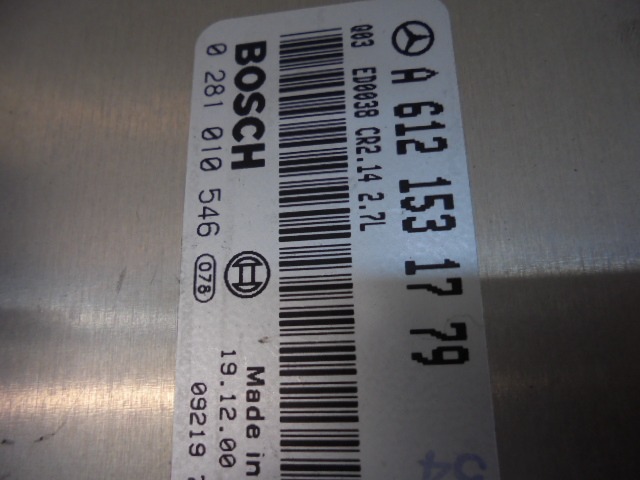 A 612 153 17 79
003 ED0038 CR2.14 2.7L
BOSCH
0 281 010 546 078
Made in
19.12.00
09219
54